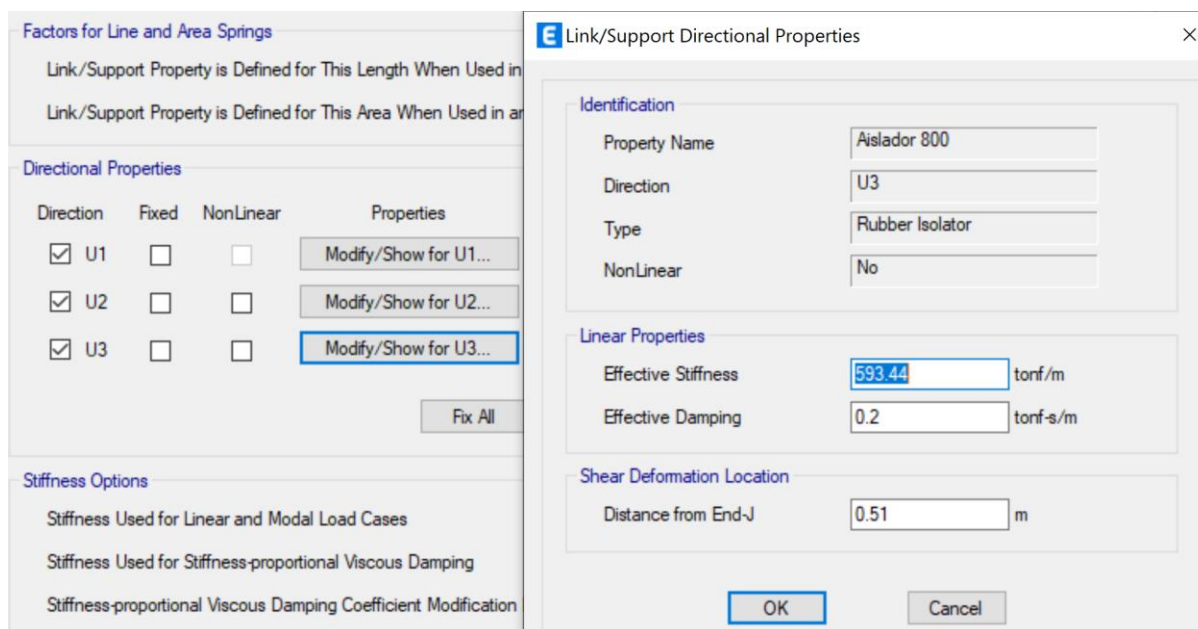 Factors for Line and Area Springs
Link/Support Property is Defined for This Length When Used in
Link/Support Property is Defined for This Area When Used in
Directional Properties
Direction Fixed NonLinear Properties
U1 Modify/Show for U1...
U2 Modify/Show for U2...
U3 Modify/Show for U3...
Fix All
Stiffness Options
Stiffness Used for Linear and Modal Load Cases
Stiffness Used for Stiffness-proportional Viscous Damping
Stiffness-proportional Viscous Damping Coefficient Modification
E Link/Support Directional Properties
Identification
Property Name Aislador 800
Direction U3
Type Rubber Isolator
NonLinear No
Linear Properties
Effective Stiffness 593.44 tonf/m
Effective Damping 0.2 tonf-s/m
Shear Deformation Location
Distance from End-J 0.51 m
OK Cancel